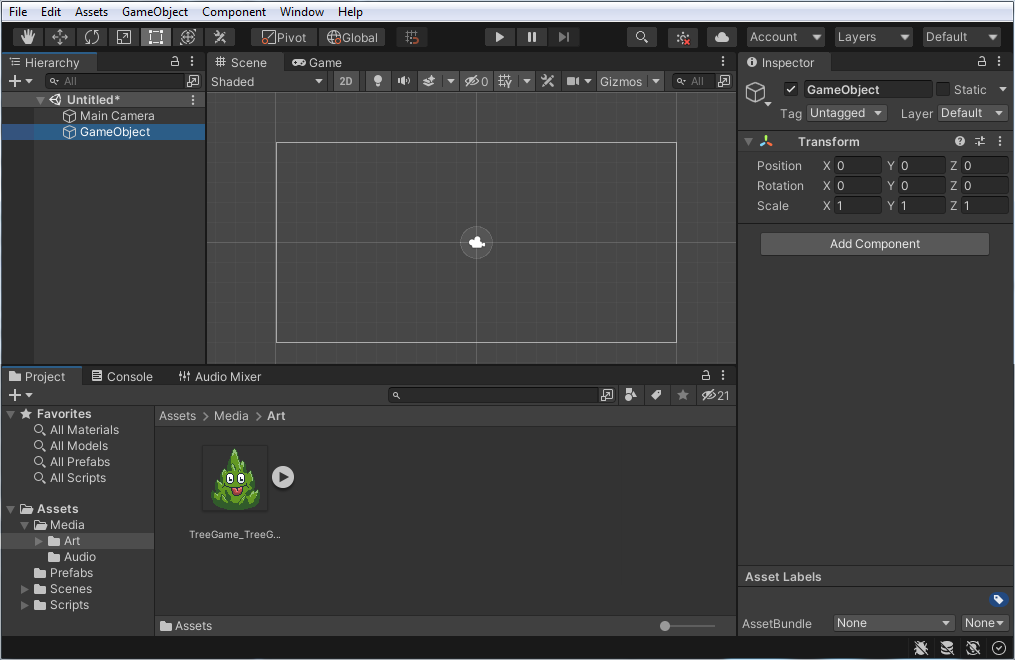 File Edit Assets GameObject Component Window Help
Pivot Global Account Layers Default
Hierarchy Scene Game Inspector
All Shaded 2D 0 Gizmos All GameObject Static
Untitled* Tag Untagged Layer Default
Main Camera
GameObject
Transform
Position X 0 Y 0 Z 0
Rotation X 0 Y 0 Z 0
Scale X 1 Y 1 Z 1
Add Component
Project Console Audio Mixer
21
Favorites Assets > Media > Art
All Materials
All Models
All Prefabs
All Scripts
Assets
Media
Art
Audio
Prefabs
Scenes
Scripts
TreeGame_TreeG...
Assets
Asset Labels
AssetBundle None None